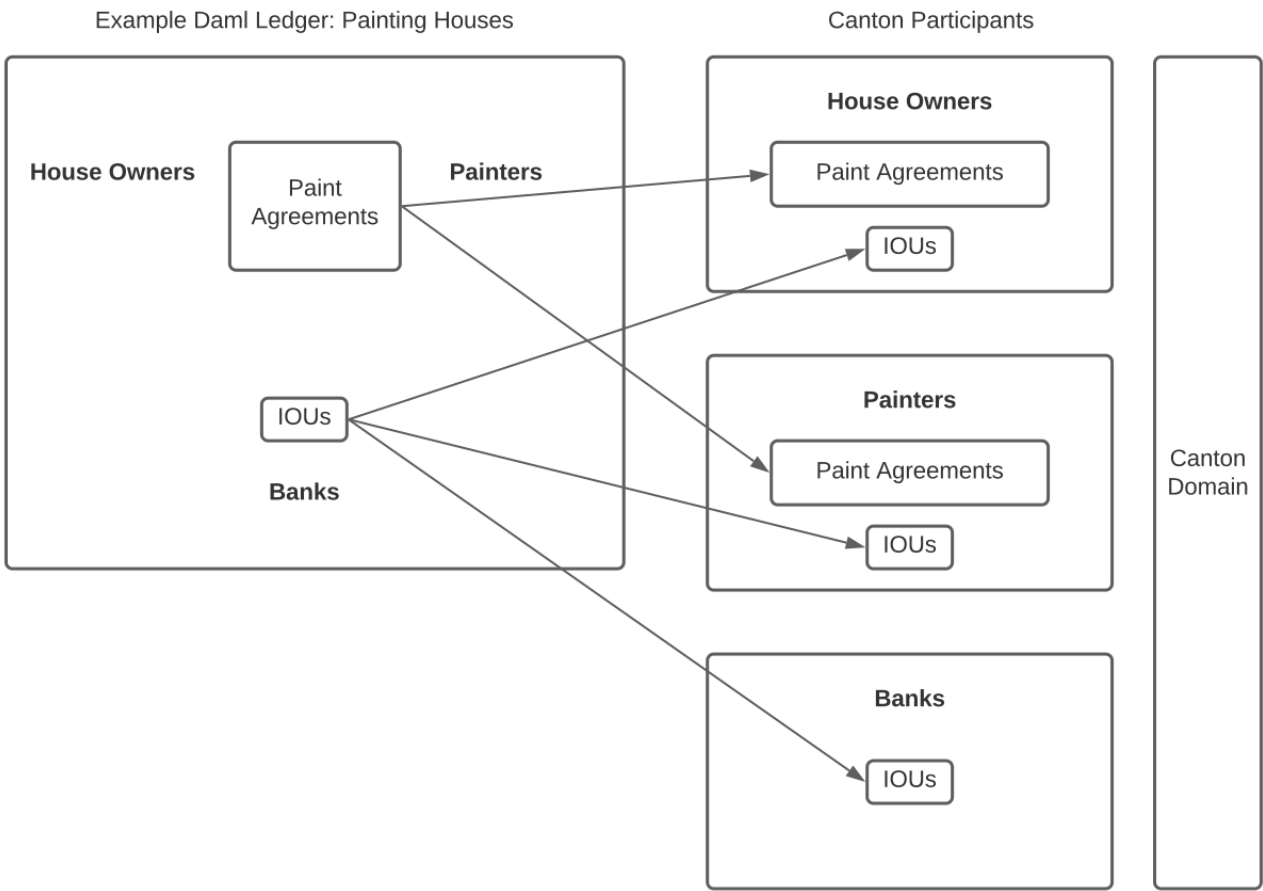 Example Daml Ledger: Painting Houses
Canton Participants
House Owners
Paint
Agreements
Painters
IOUs
Banks
House Owners
Paint Agreements
IOUs
Painters
Paint Agreements
IOUs
Banks
IOUs
Canton
Domain